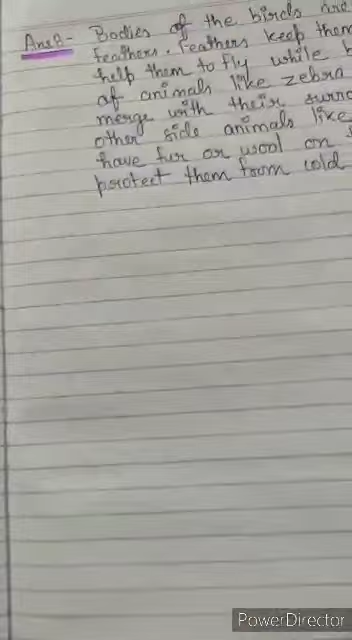 Ans8- Bodies of the birds are
feathers. Feathers keep them
help them to fly while
of animals like zebra
merge with their surro
other side animals like
have fur or wool on
protect them from cold
PowerDirector